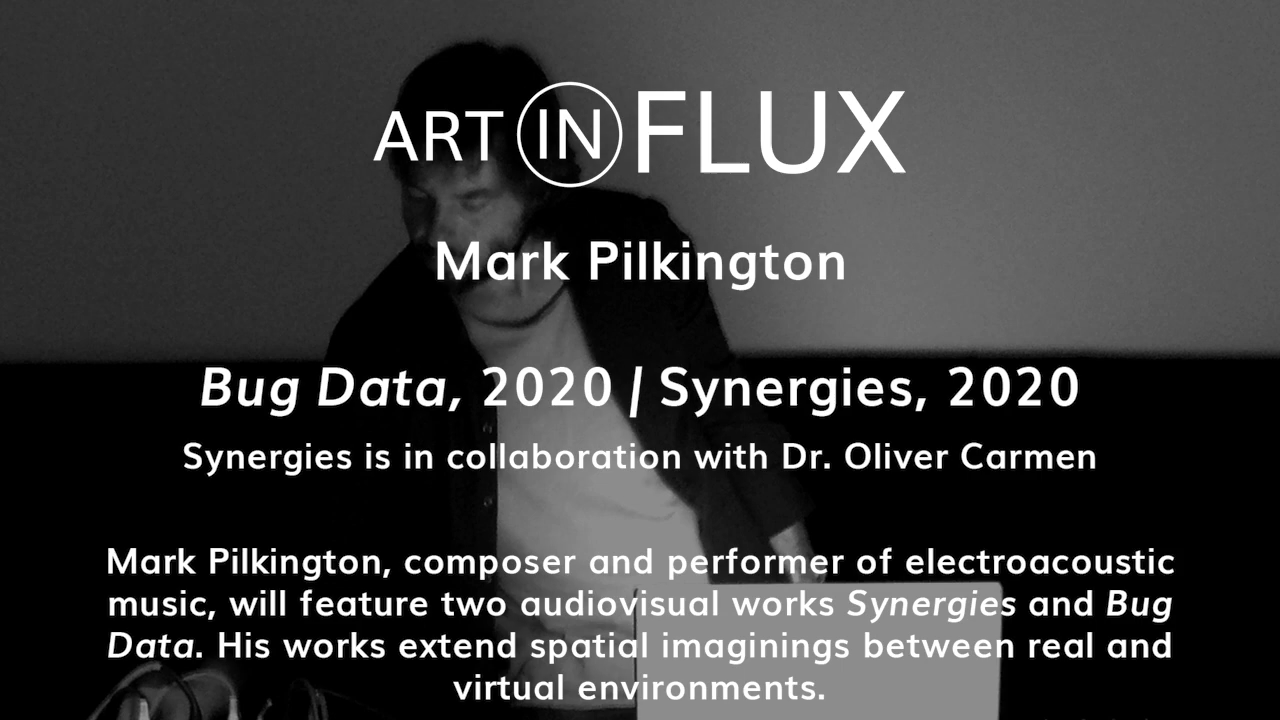 ART IN FLUX
Mark Pilkington
Bug Data, 2020 / Synergies, 2020
Synergies is in collaboration with Dr. Oliver Carmen
Mark Pilkington, composer and performer of electroacoustic
music, will feature two audiovisual works Synergies and Bug
Data. His works extend spatial imaginings between real and
virtual environments.